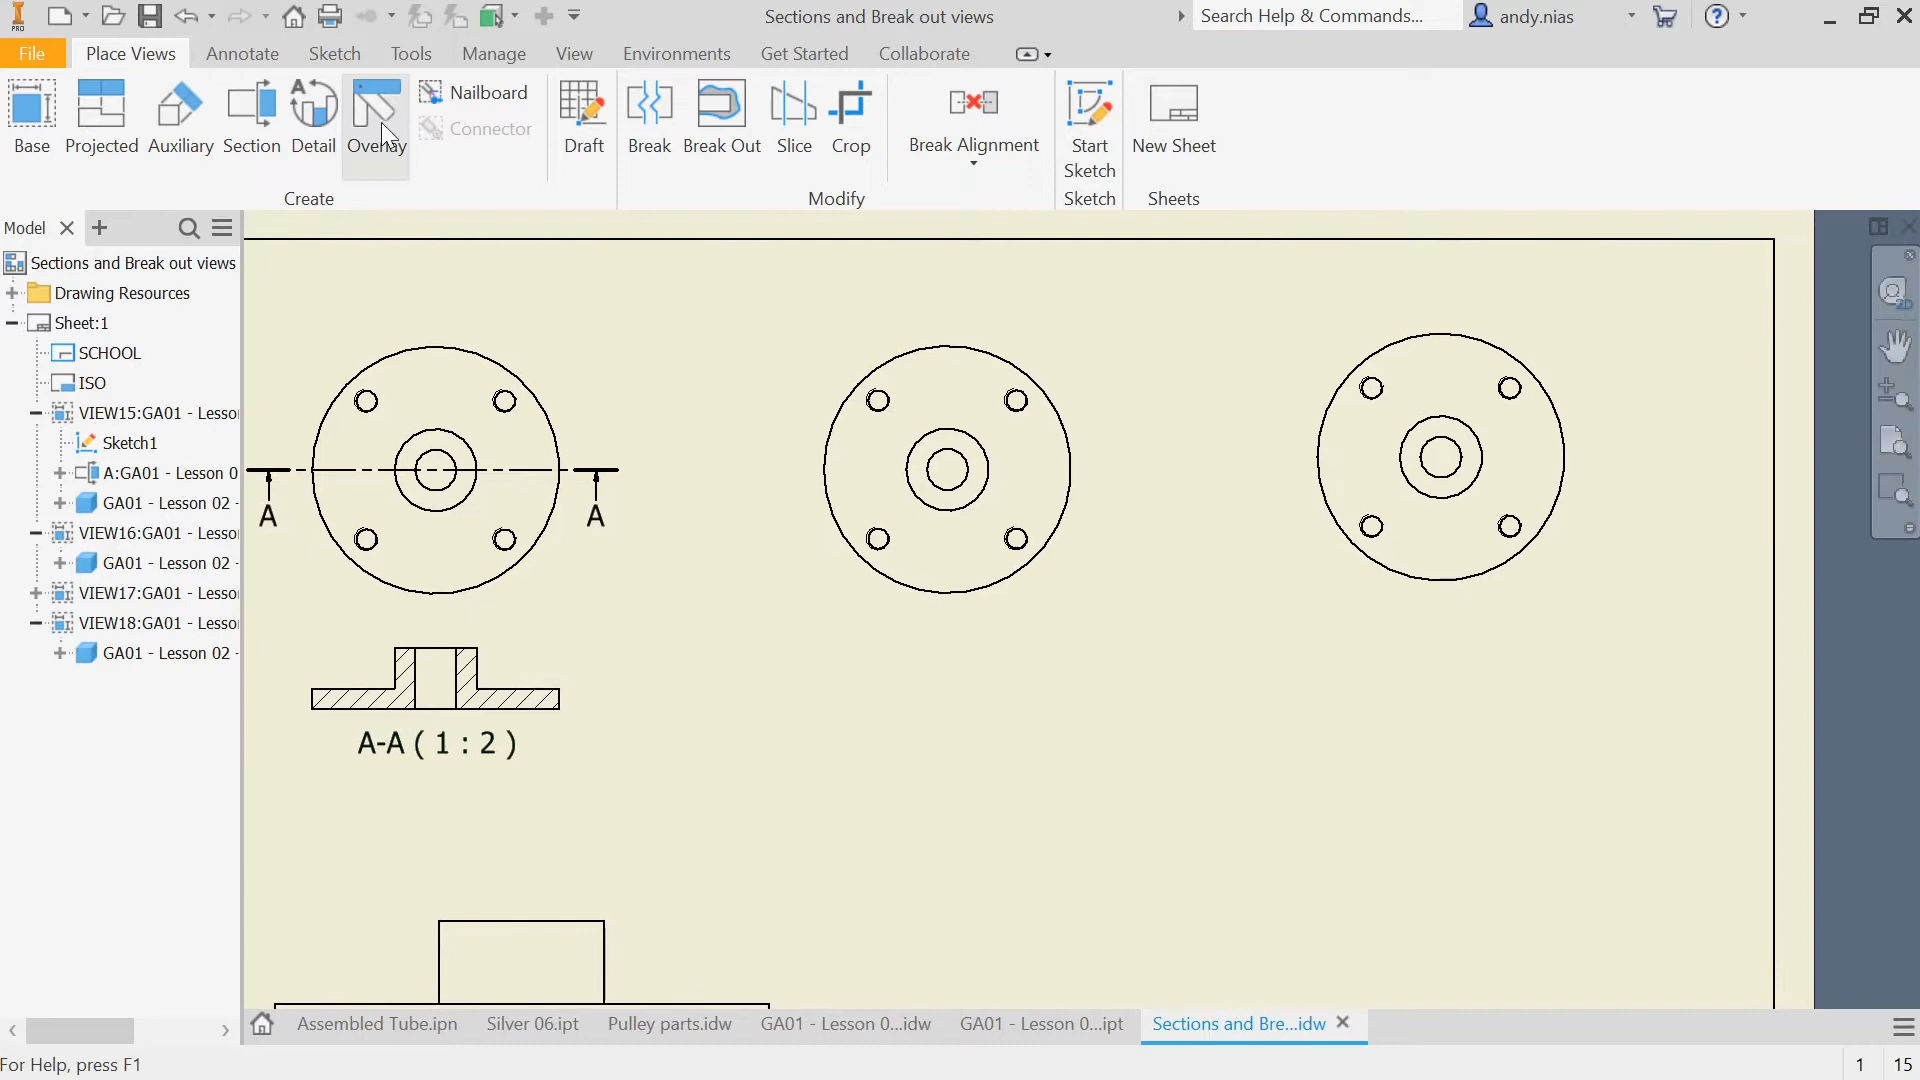 PRO
Sections and Break out views
Search Help & Commands...
andy.nias
File
Place Views
Annotate
Sketch
Tools
Manage
View
Environments
Get Started
Collaborate
Base
Projected
Auxiliary
Section
Detail
Overlay
Nailboard
Connector
Draft
Break
Break Out
Slice
Crop
Break Alignment
Start
Sketch
New Sheet
Create
Modify
Sketch
Sheets
Model
Sections and Break out views
Drawing Resources
Sheet:1
SCHOOL
ISO
VIEW15:GA01 - Lesso
Sketch1
A:GA01 - Lesson 0
GA01 - Lesson 02 -
VIEW16:GA01 - Lesso
GA01 - Lesson 02 -
VIEW17:GA01 - Lesso
VIEW18:GA01 - Lesso
GA01 - Lesson 02 -
A
A
A-A ( 1 : 2 )
2D
Assembled Tube.ipn
Silver 06.ipt
Pulley parts.idw
GA01 - Lesson 0...idw
GA01 - Lesson 0...ipt
Sections and Bre...idw
For Help, press F1
1
15